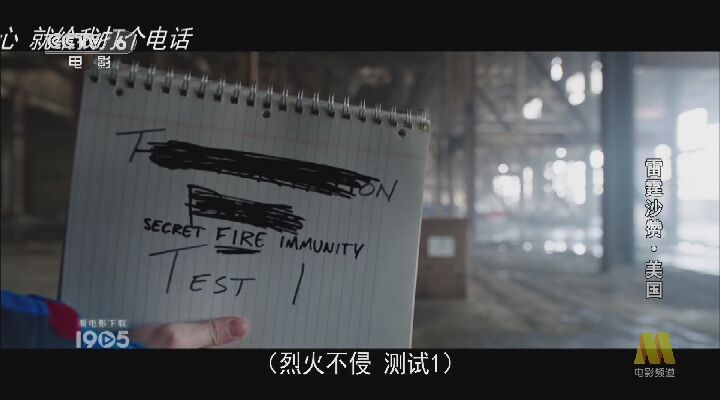 心 就给我打个电话
CCTV 6
电 影
T ION
SECRET FIRE IMMUNITY
TEST 1
雷霆沙赞·美国
看电影下载
1905
（烈火不侵 测试1）
电影频道